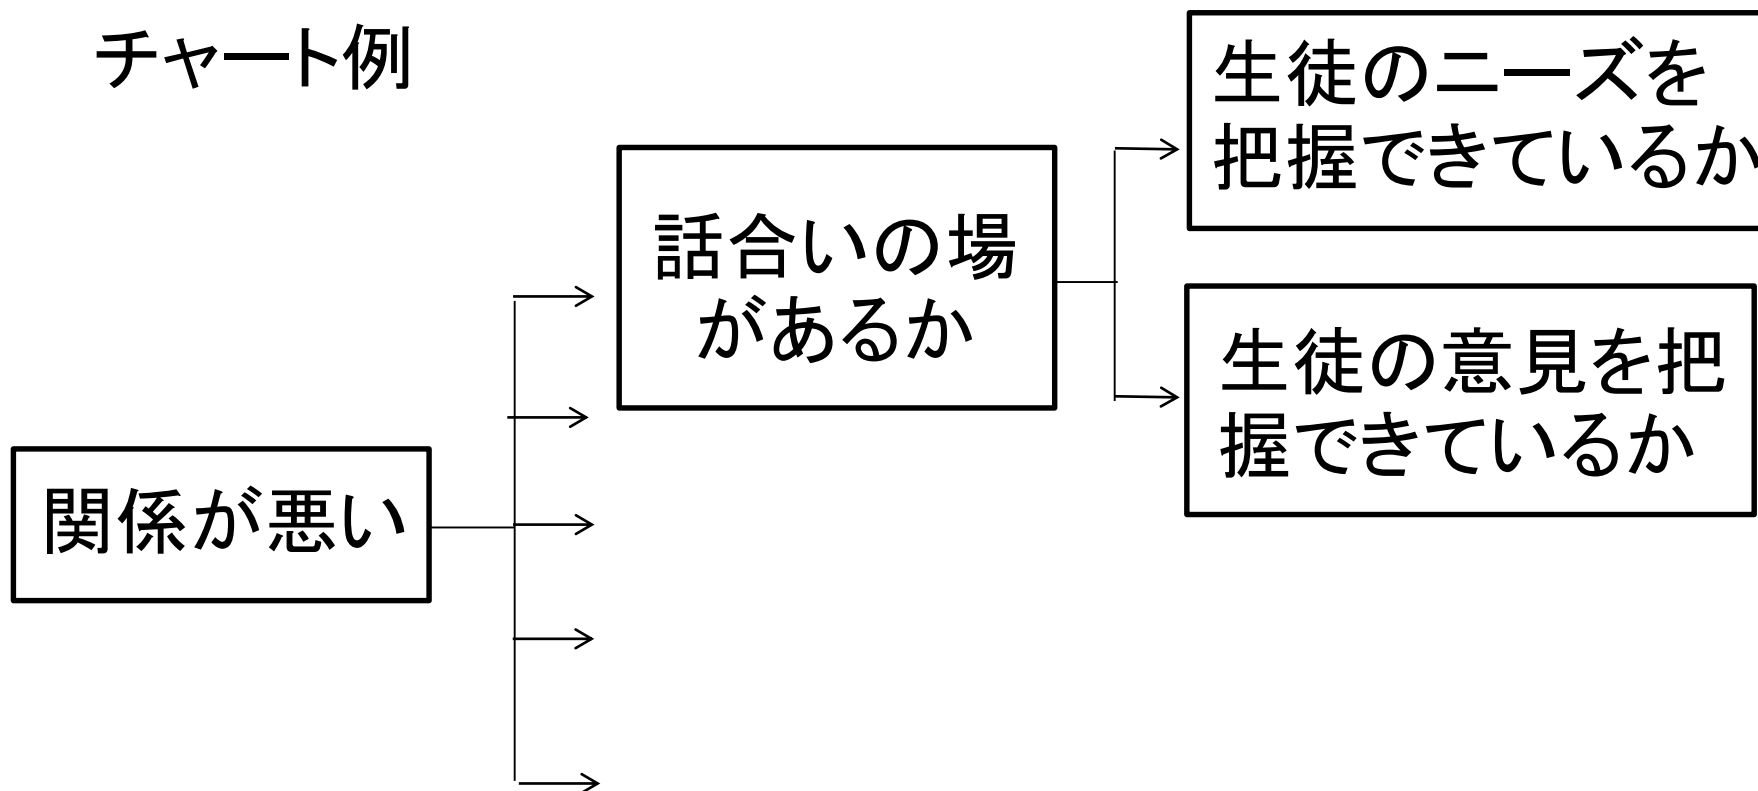 チャート例
関係が悪い
話合いの場
があるか
生徒のニーズを
把握できているか
生徒の意見を把
握できているか